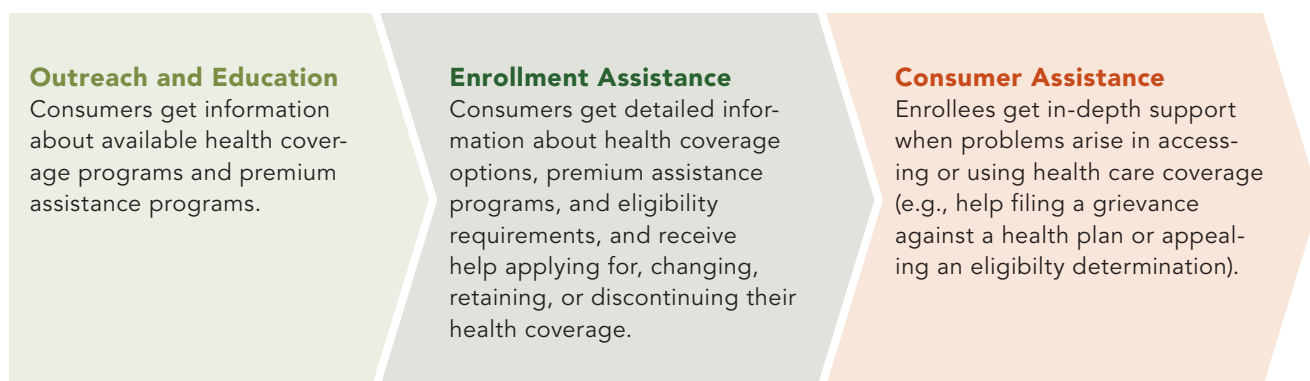 Outreach and Education
Consumers get information
about available health cover-
age programs and premium
assistance programs.
Enrollment Assistance
Consumers get detailed infor-
mation about health coverage
options, premium assistance
programs, and eligibility
requirements, and receive
help applying for, changing,
retaining, or discontinuing their
health coverage.
Consumer Assistance
Enrollees get in-depth support
when problems arise in access-
ing or using health care coverage
(e.g., help filing a grievance
against a health plan or appeal-
ing an eligibilty determination).